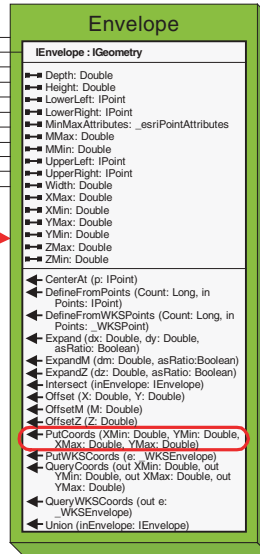 Envelope
IEnvelope : IGeometry
Depth: Double
Height: Double
LowerLeft: IPoint
LowerRight: IPoint
MinMaxAttributes: _esriPointAttributes
MMax: Double
MMin: Double
UpperLeft: IPoint
UpperRight: IPoint
Width: Double
XMax: Double
XMin: Double
YMax: Double
YMin: Double
ZMax: Double
ZMin: Double
CenterAt (p: IPoint)
DefineFromPoints (Count: Long, in
Points: IPoint)
DefineFromWKSPoints (Count: Long, in
Points: _WKSPoint)
Expand (dx: Double, dy: Double,
asRatio: Boolean)
ExpandM (dm: Double, asRatio:Boolean)
ExpandZ (dz: Double, asRatio: Boolean)
Intersect (inEnvelope: IEnvelope)
Offset (X: Double, Y: Double)
OffsetM (M: Double)
OffsetZ (Z: Double)
PutCoords (XMin: Double, YMin: Double,
XMax: Double, YMax: Double)
PutWKSCoords (e: _WKSEnvelope)
QueryCoords (out XMin: Double, out
YMin: Double, out XMax: Double, out
YMax: Double)
QueryWKSCoords (out e:
_WKSEnvelope)
Union (inEnvelope: IEnvelope)